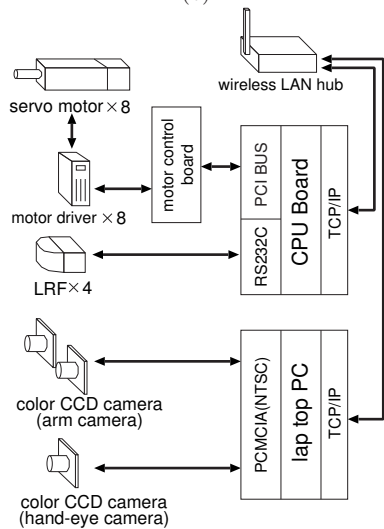 wireless LAN hub
servo motor×8
motor control
board
PCI BUS
CPU Board
TCP/IP
motor driver×8
RS232C
LRF×4
PCMCIA(NTSC)
lap top PC
TCP/IP
color CCD camera
(arm camera)
color CCD camera
(hand-eye camera)